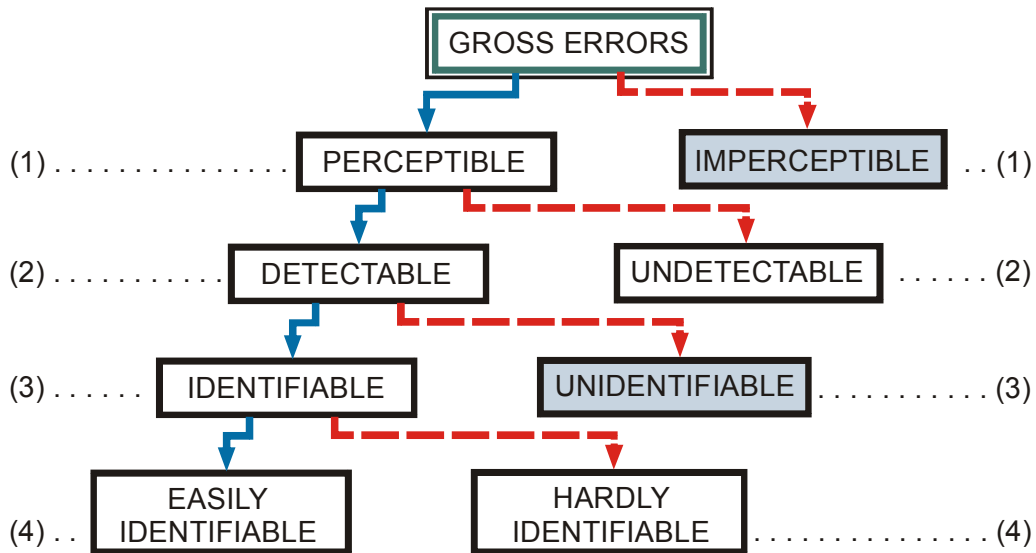 GROSS ERRORS
(1) . . . . . . . . . . . . . . . PERCEPTIBLE IMPERCEPTIBLE . . (1)
(2) . . . . . . . . . . . DETECTABLE UNDETECTABLE . . . . . . (2)
(3) . . . . . . IDENTIFIABLE UNIDENTIFIABLE . . . . . . . . . . . (3)
EASILY HARDLY
(4) . . IDENTIFIABLE IDENTIFIABLE . . . . . . . . . . . . . . . (4)